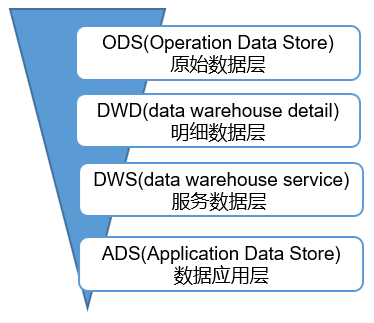 ODS(Operation Data Store)
原始数据层
DWD(data warehouse detail)
明细数据层
DWS(data warehouse service)
服务数据层
ADS(Application Data Store)
数据应用层